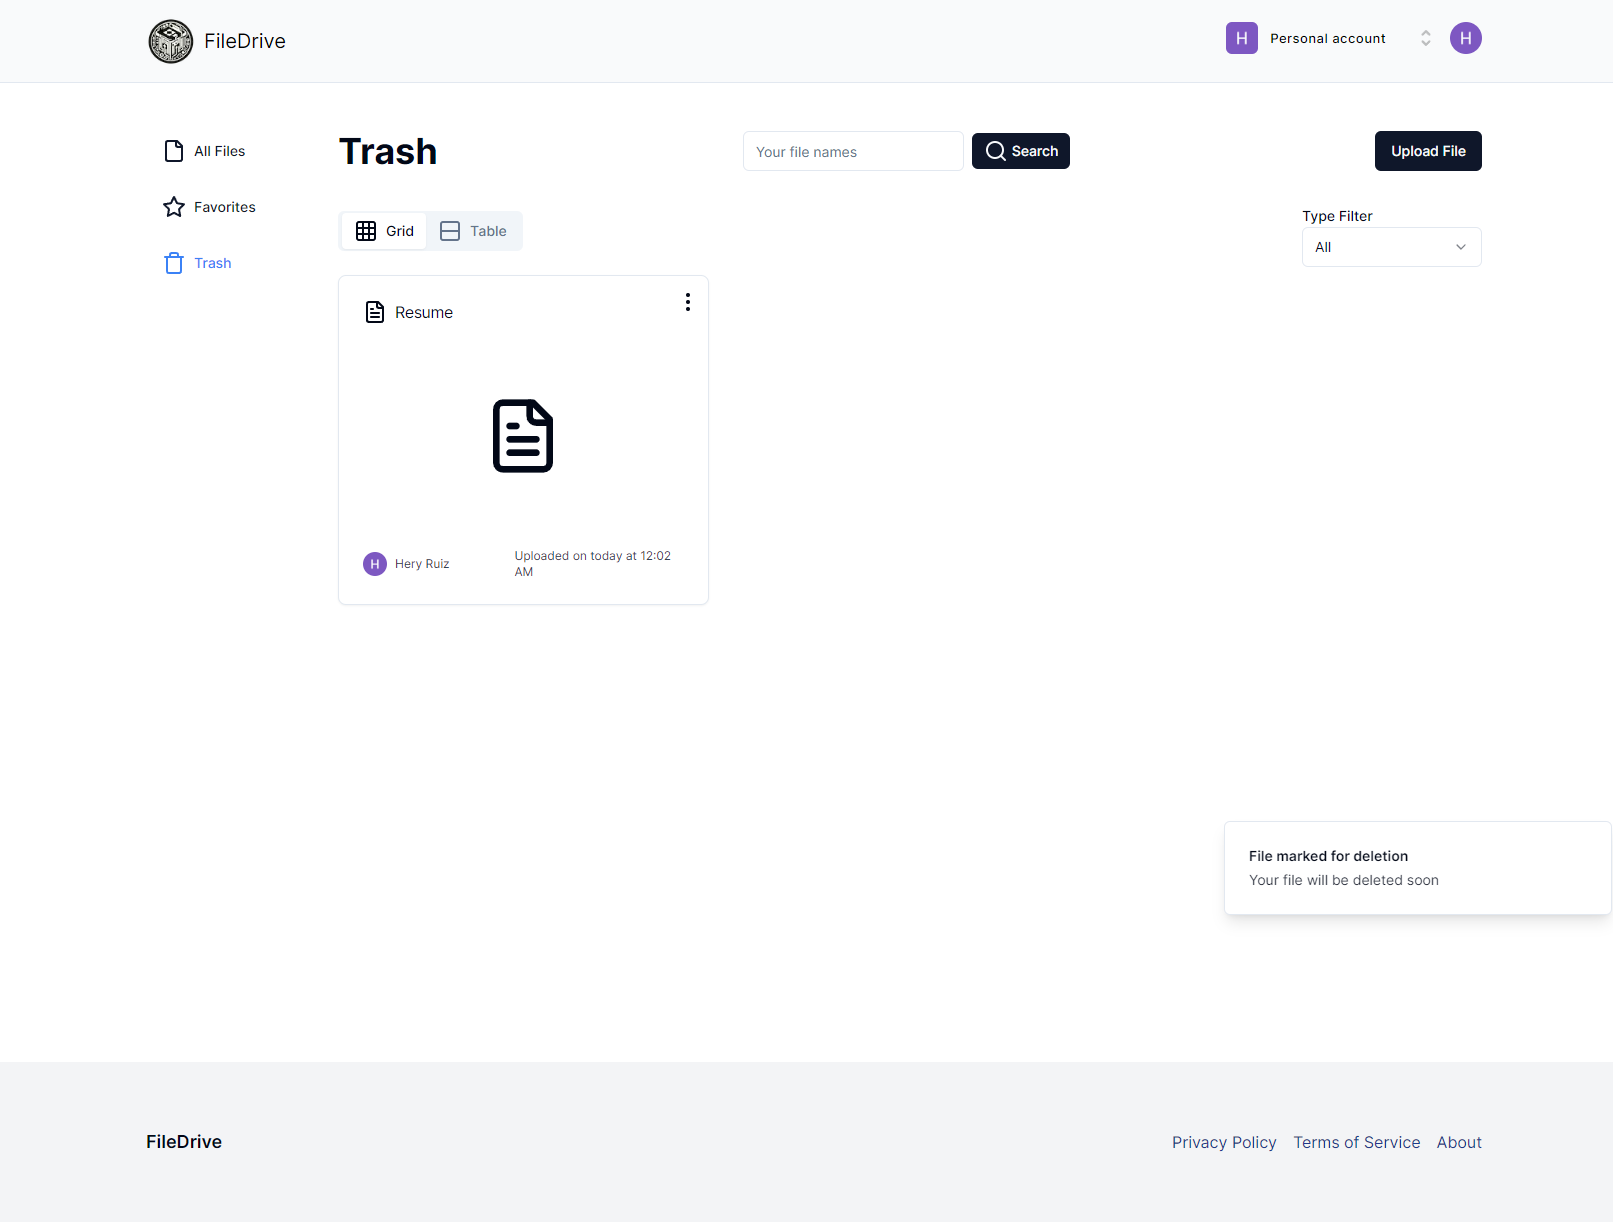 FileDrive
H
Personal account
H
All Files
Favorites
Trash
Trash
Your file names
Search
Upload File
Grid
Table
Type Filter
All
Resume
H
Hery Ruiz
Uploaded on today at 12:02
AM
File marked for deletion
Your file will be deleted soon
FileDrive
Privacy Policy
Terms of Service
About